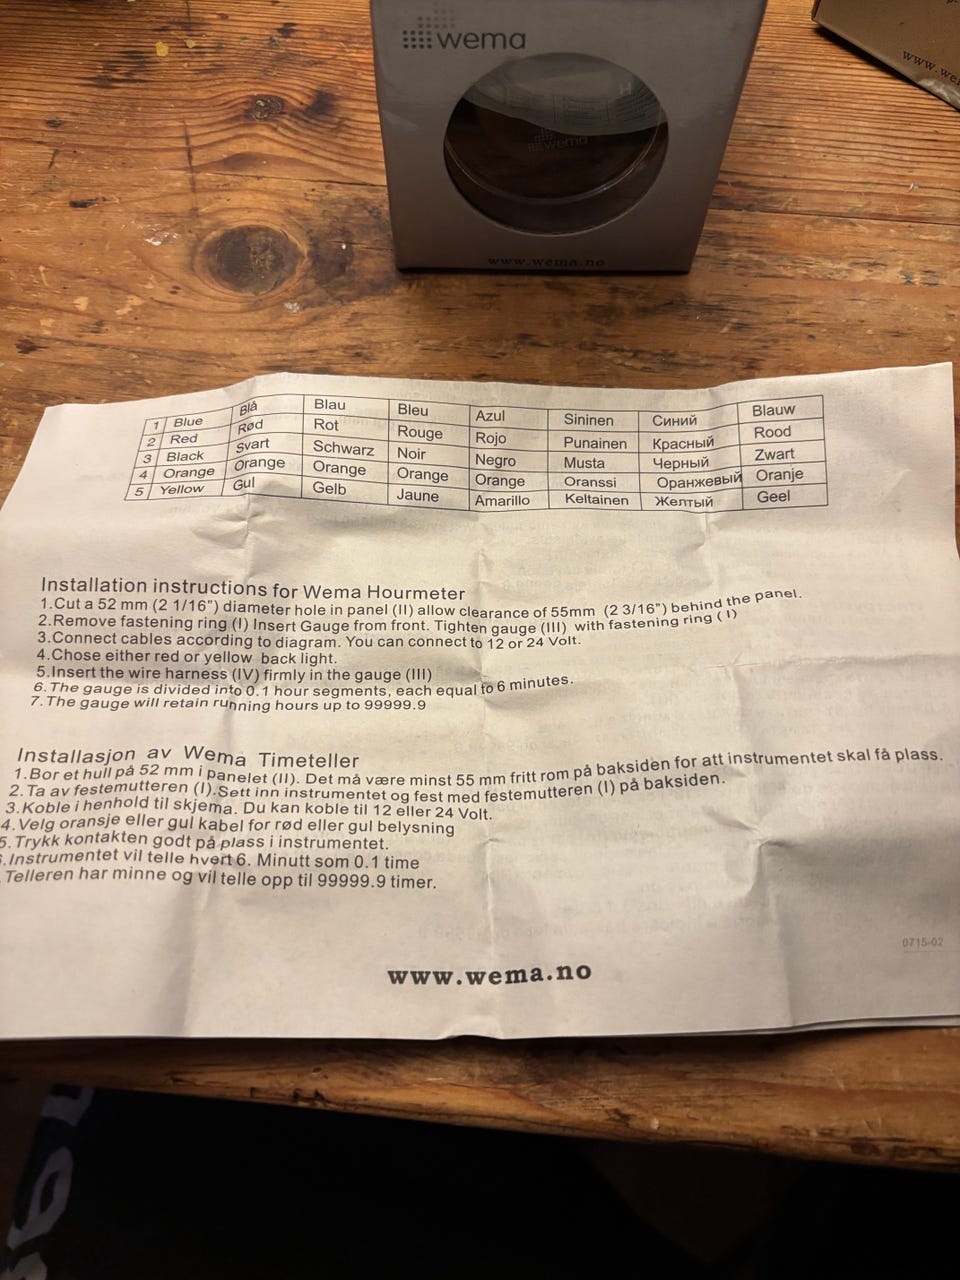 wema
www.we
H
wema
www.wema.no
1 Blue Blå Blau Bleu Azul Sininen Синий Blauw
2 Red Rød Rot Rouge Rojo Punainen Красный Rood
3 Black Svart Schwarz Noir Negro Musta Черный Zwart
4 Orange Orange Orange Orange Orange Oranssi Оранжевый Oranje
5 Yellow Gul Gelb Jaune Amarillo Keltainen Желтый Geel
Installation instructions for Wema Hourmeter
1.Cut a 52 mm (2 1/16”) diameter hole in panel (II) allow clearance of 55mm (2 3/16”) behind the panel.
2.Remove fastening ring (I) Insert Gauge from front. Tighten gauge (III) with fastening ring ( I)
3.Connect cables according to diagram. You can connect to 12 or 24 Volt.
4.Chose either red or yellow back light.
5.Insert the wire harness (IV) firmly in the gauge (III)
6.The gauge is divided into 0.1 hour segments, each equal to 6 minutes.
7.The gauge will retain running hours up to 99999.9
Installasjon av Wema Timeteller
1.Bor et hull på 52 mm i panelet (II). Det må være minst 55 mm fritt rom på baksiden for att instrumentet skal få plass.
2.Ta av festemutteren (I).Sett inn instrumentet og fest med festemutteren (I) på baksiden.
3.Koble i henhold til skjema. Du kan koble til 12 eller 24 Volt.
4.Velg oransje eller gul kabel for rød eller gul belysning
5.Trykk kontakten godt på plass i instrumentet.
.Instrumentet vil telle hvert 6. Minutt som 0.1 time
Telleren har minne og vil telle opp til 99999.9 timer.
0715-02
www.wema.no